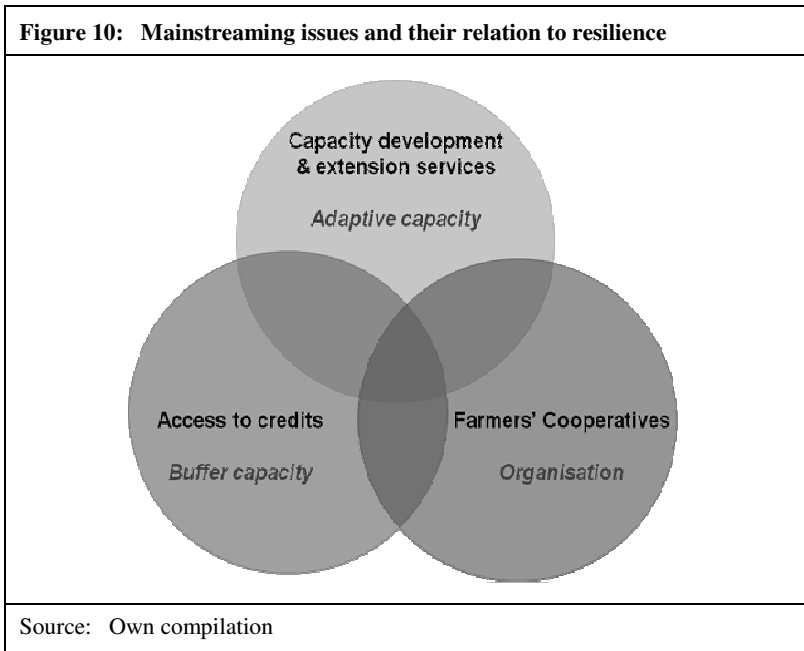 Figure 10: Mainstreaming issues and their relation to resilience
Capacity development
& extension services
Adaptive capacity
Access to credits
Buffer capacity
Farmers' Cooperatives
Organisation
Source: Own compilation